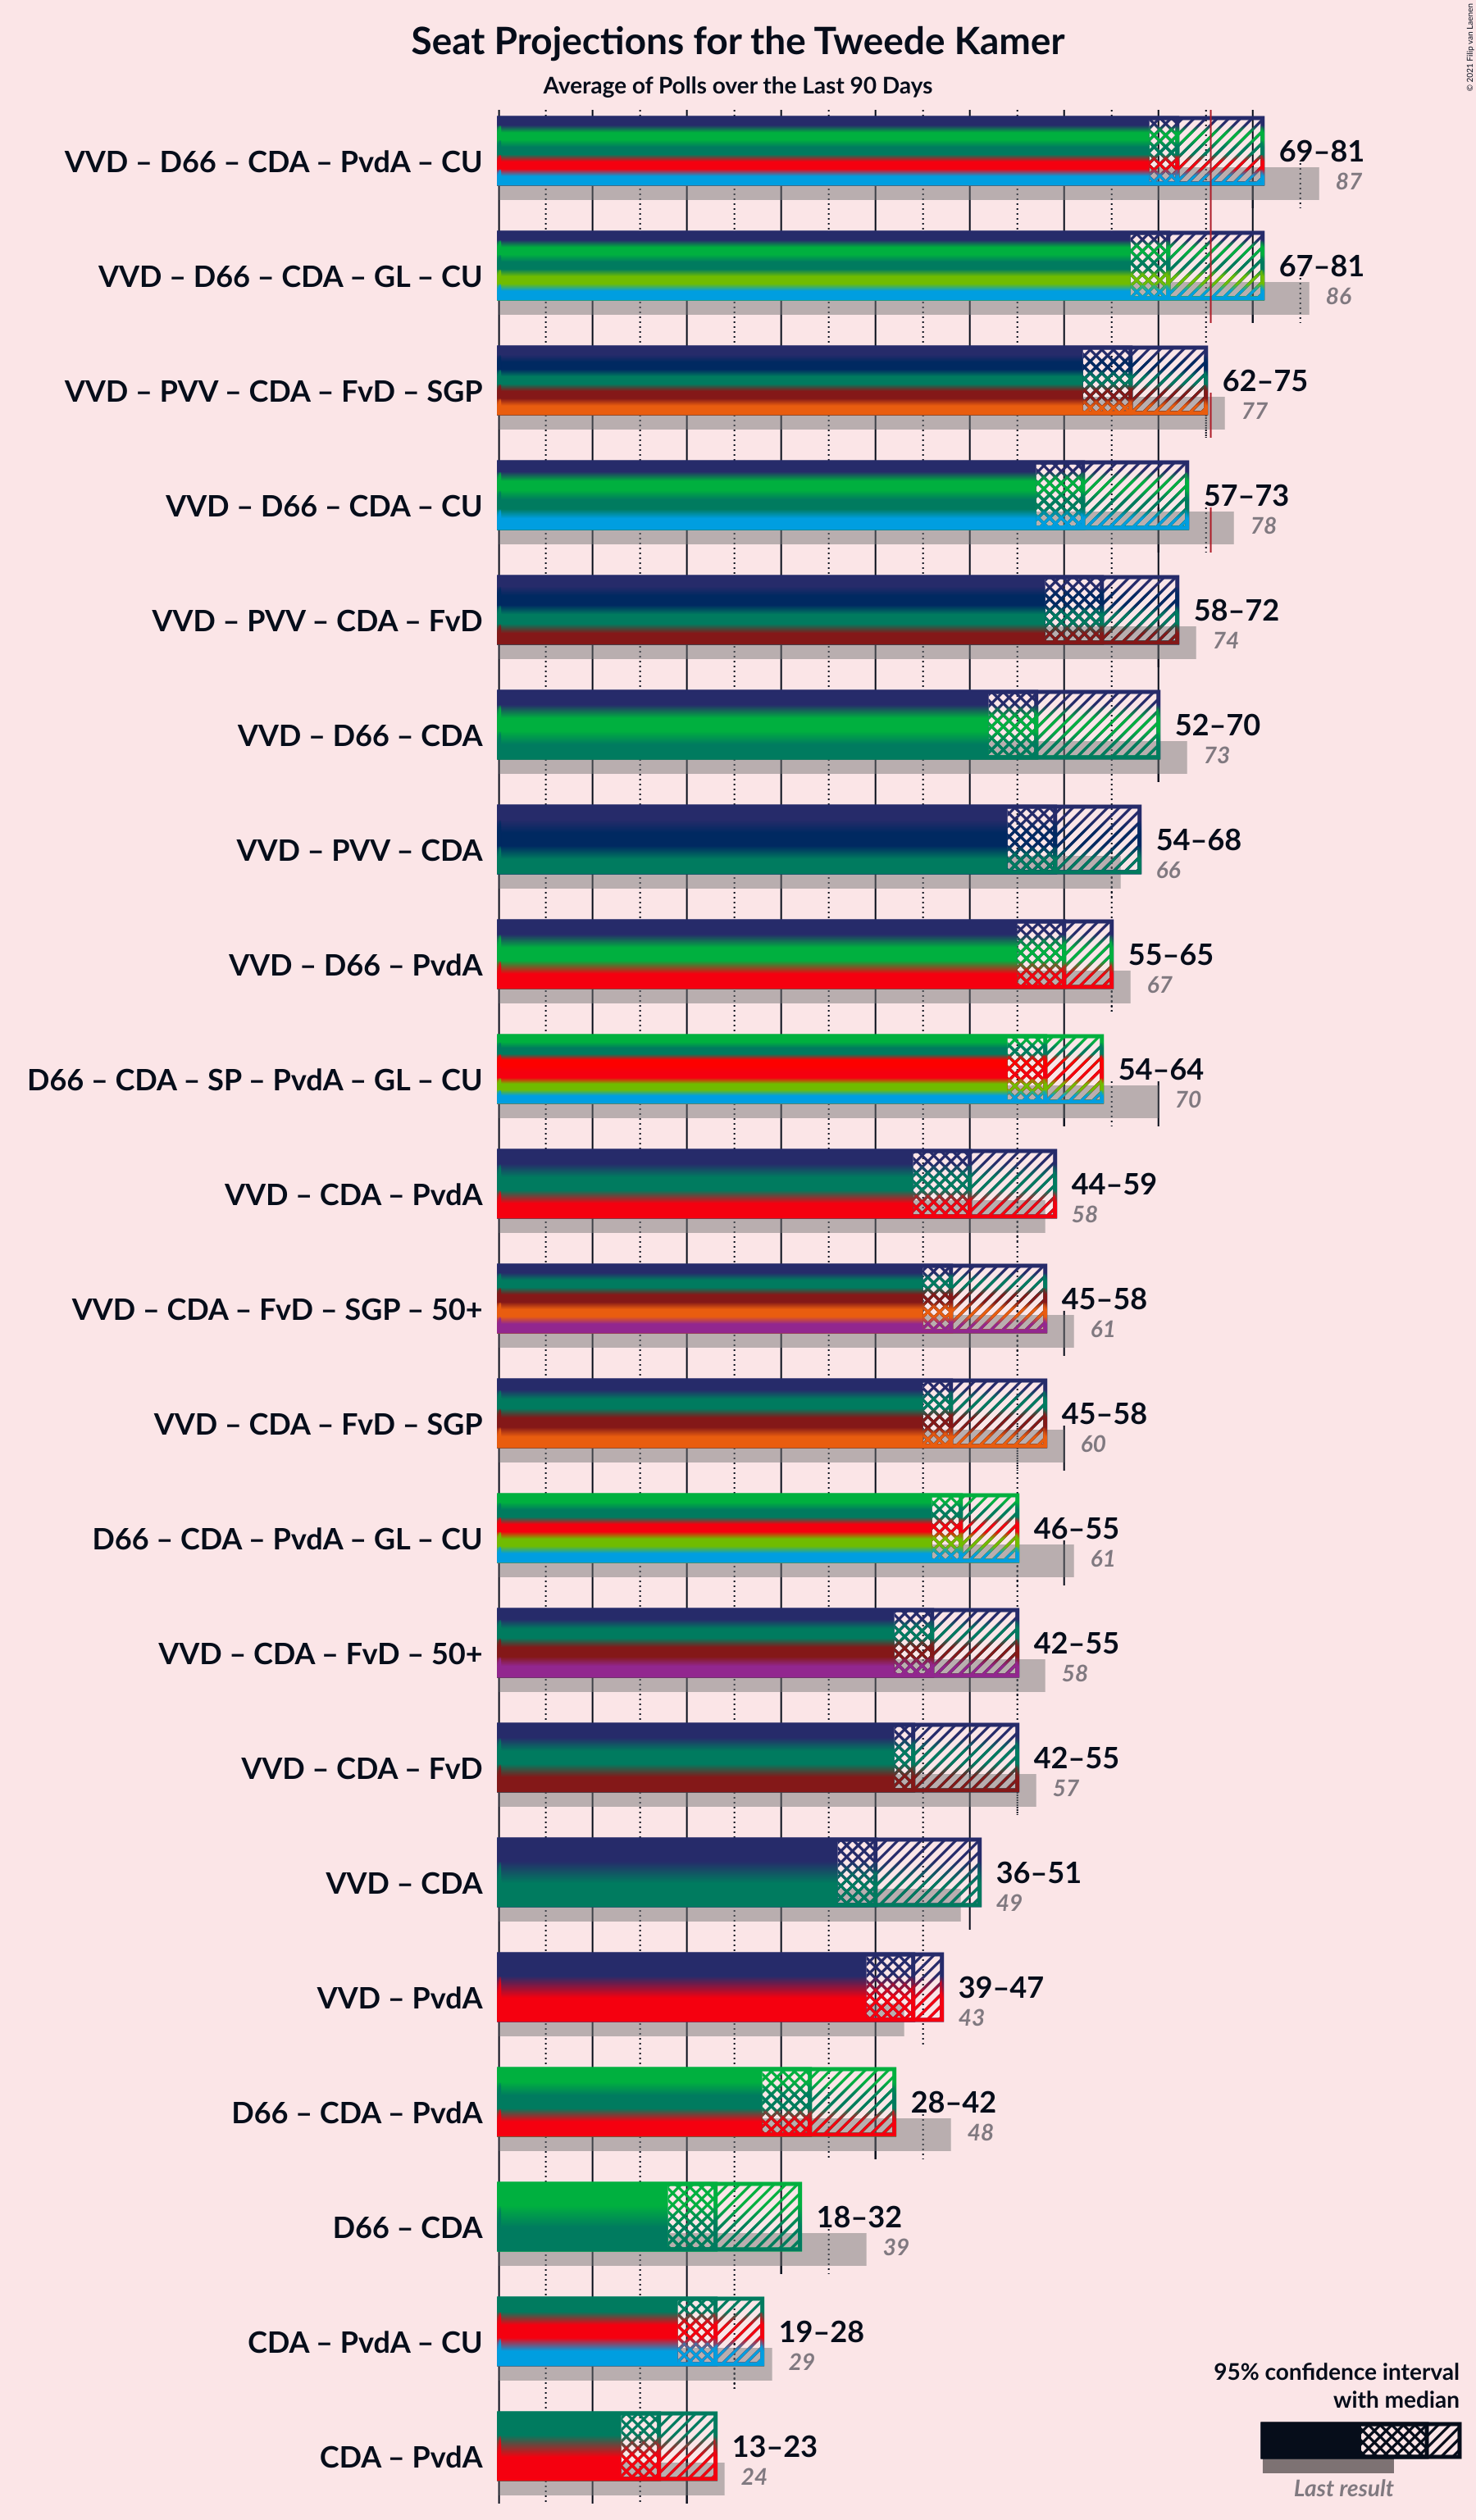 Seat Projections for the Tweede Kamer
Average of Polls over the Last 90 Days
© 2021 Filip van Laenen
VVD – D66 – CDA – PvdA – CU
69–81
87
VVD – D66 – CDA – GL – CU
67–81
86
VVD – PVV – CDA – FvD – SGP
62–75
77
VVD – D66 – CDA – CU
57–73
78
VVD – PVV – CDA – FvD
58–72
74
VVD – D66 – CDA
52–70
73
VVD – PVV – CDA
54–68
66
VVD – D66 – PvdA
55–65
67
D66 – CDA – SP – PvdA – GL – CU
54–64
70
VVD – CDA – PvdA
44–59
58
VVD – CDA – FvD – SGP – 50+
45–58
61
VVD – CDA – FvD – SGP
45–58
60
D66 – CDA – PvdA – GL – CU
46–55
61
VVD – CDA – FvD – 50+
42–55
58
VVD – CDA – FvD
42–55
57
VVD – CDA
36–51
49
VVD – PvdA
39–47
43
D66 – CDA – PvdA
28–42
48
D66 – CDA
18–32
39
CDA – PvdA – CU
19–28
29
CDA – PvdA
13–23
24
95% confidence interval
with median
Last result